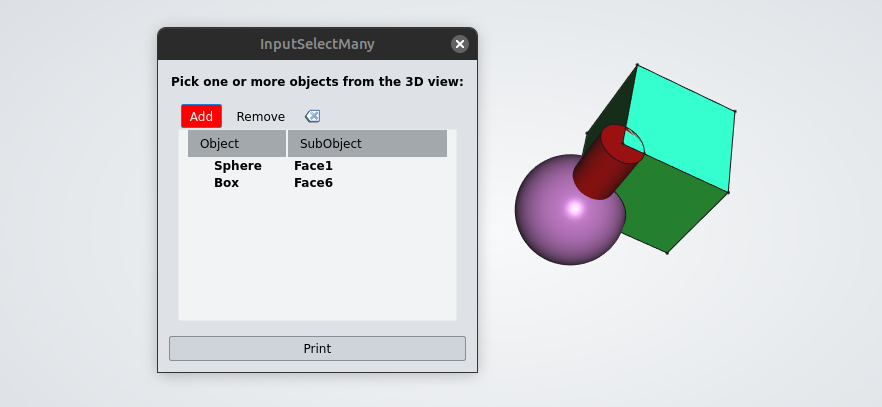 InputSelectMany
Pick one or more objects from the 3D view:
Add Remove
Object SubObject
Sphere Face1
Box Face6
Print